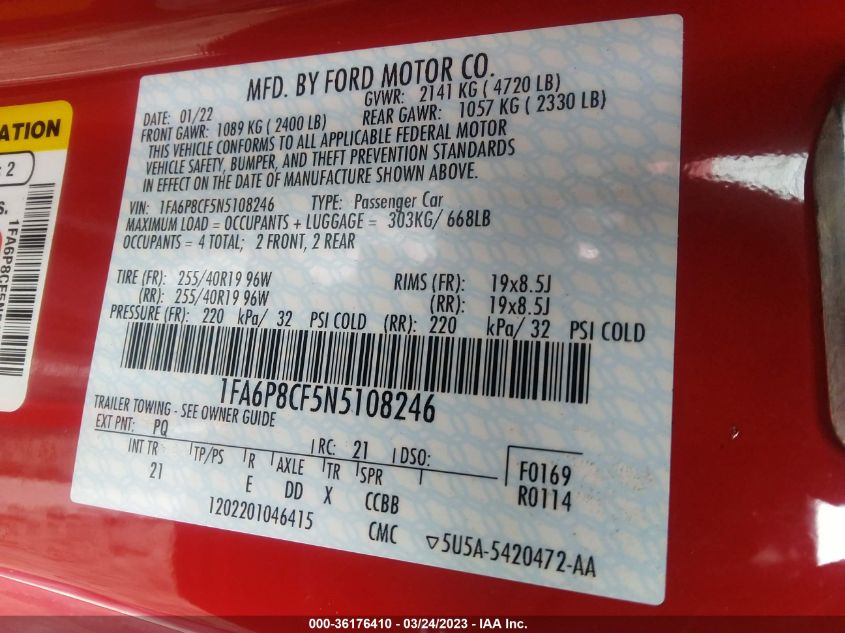 MFD. BY FORD MOTOR CO.
DATE: 01/22 GVWR: 2141 KG ( 4720 LB)
FRONT GAWR: 1089 KG ( 2400 LB) REAR GAWR: 1057 KG ( 2330 LB)
THIS VEHICLE CONFORMS TO ALL APPLICABLE FEDERAL MOTOR
VEHICLE SAFETY, BUMPER, AND THEFT PREVENTION STANDARDS
IN EFFECT ON THE DATE OF MANUFACTURE SHOWN ABOVE.
VIN: 1FA6P8CF5N5108246 TYPE: Passenger Car
MAXIMUM LOAD = OCCUPANTS + LUGGAGE = 303KG/ 668LB
OCCUPANTS = 4 TOTAL; 2 FRONT, 2 REAR
TIRE (FR): 255/40R19 96W RIMS (FR): 19x8.5J
(RR): 255/40R19 96W (RR): 19x8.5J
PRESSURE (FR): 220 kPa/ 32 PSI COLD (RR): 220 kPa/ 32 PSI COLD
1FA6P8CF5N5108246
TRAILER TOWING - SEE OWNER GUIDE
EXT PNT: PQ RC: 21 DSO:
INT TR TP/PS R AXLE TR SPR F0169
21 E DD X CCBB R0114
1202201046415 CMC ▽5U5A-5420472-AA
ATION
: 2
S.
1FA6P8CF5N5
000-36176410 - 03/24/2023 - IAA Inc.